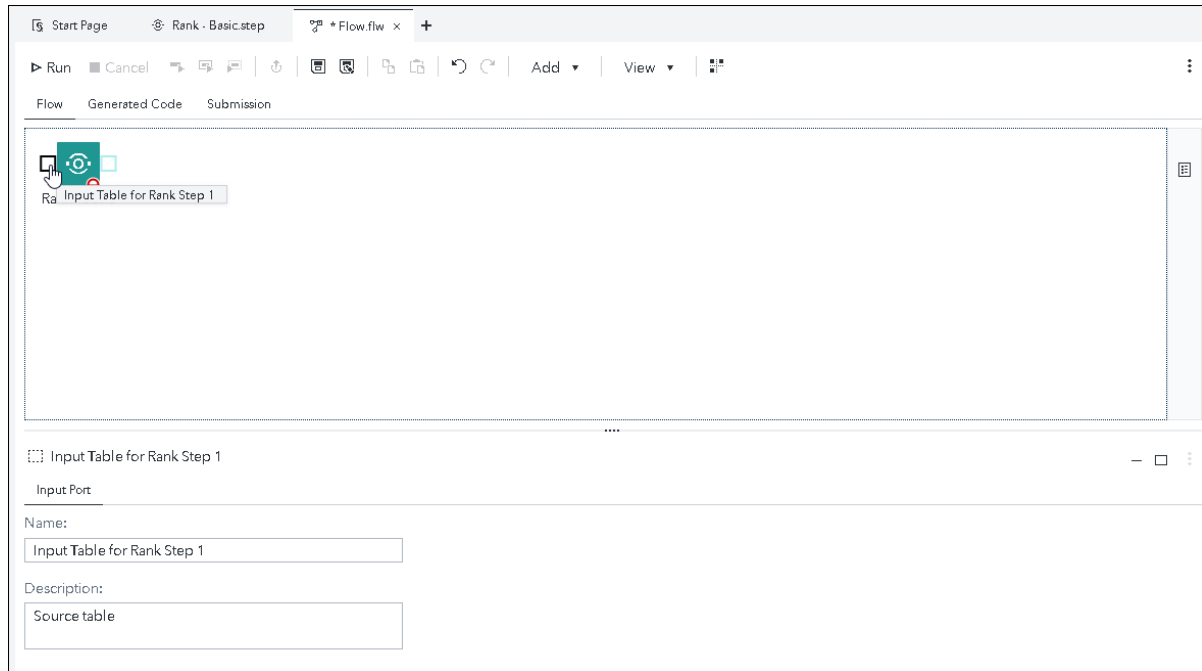 Start Page Rank - Basic.step * Flow.flw × +
Run Cancel Add View
Flow Generated Code Submission
Input Table for Rank Step 1
Ra
Input Table for Rank Step 1
Input Port
Name:
Input Table for Rank Step 1
Description:
Source table